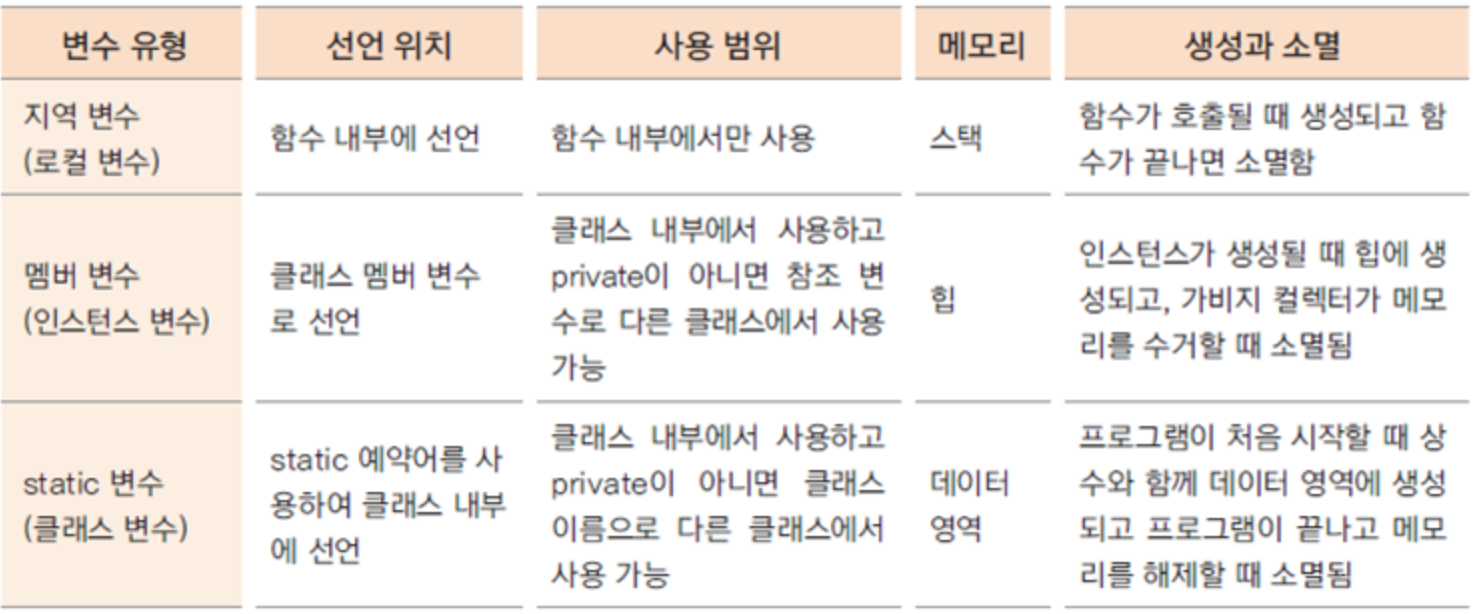 변수 유형
선언 위치
사용 범위
메모리
생성과 소멸
지역 변수
(로컬 변수)
함수 내부에 선언
함수 내부에서만 사용
스택
함수가 호출될 때 생성되고 함
수가 끝나면 소멸함
멤버 변수
(인스턴스 변수)
클래스 멤버 변수
로 선언
클래스 내부에서 사용하고
private이 아니면 참조 변
수로 다른 클래스에서 사용
가능
힙
인스턴스가 생성될 때 힙에 생
성되고, 가비지 컬렉터가 메모
리를 수거할 때 소멸됨
static 변수
(클래스 변수)
static 예약어를 사
용하여 클래스 내부
에 선언
클래스 내부에서 사용하고
private이 아니면 클래스
이름으로 다른 클래스에서
사용 가능
데이터
영역
프로그램이 처음 시작할 때 상
수와 함께 데이터 영역에 생성
되고 프로그램이 끝나고 메모
리를 해제할 때 소멸됨